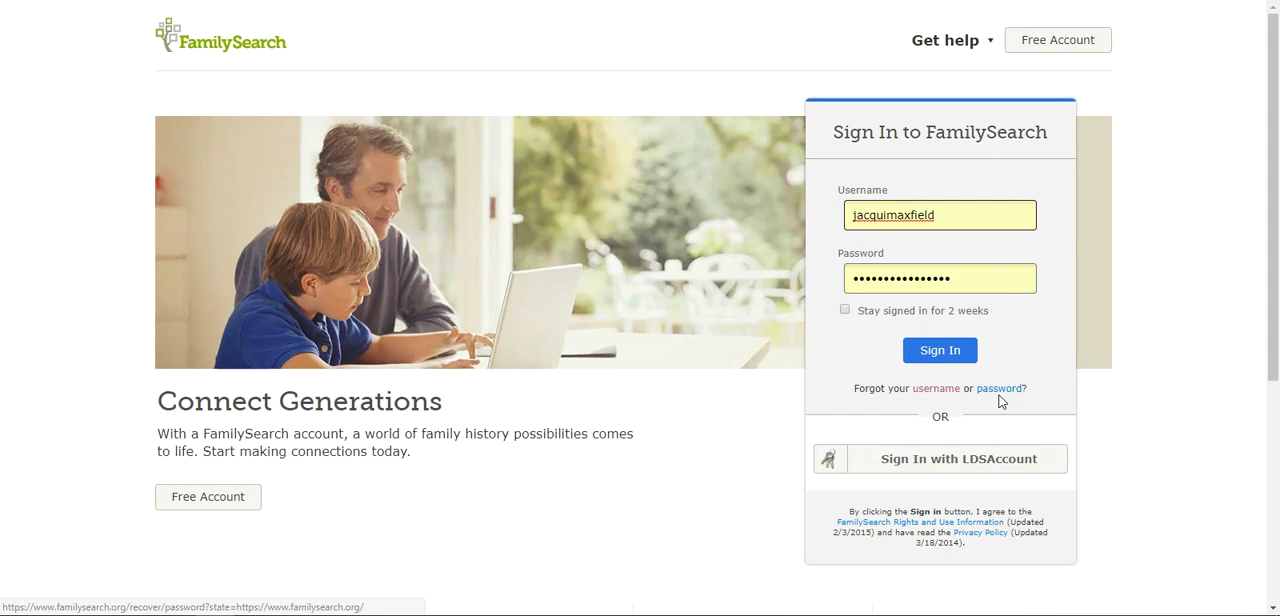 FamilySearch
Get help ▾
Free Account
Sign In to FamilySearch
Username
jacquimaxfield
Password
••••••••••••••••
Stay signed in for 2 weeks
Sign In
Forgot your username or password?
OR
Sign In with LDSAccount
By clicking the Sign in button, I agree to the
FamilySearch Rights and Use Information (Updated
2/3/2015) and have read the Privacy Policy (Updated
3/18/2014).
Connect Generations
With a FamilySearch account, a world of family history possibilities comes
to life. Start making connections today.
Free Account
https://www.familysearch.org/recover/password?state=https://www.familysearch.org/